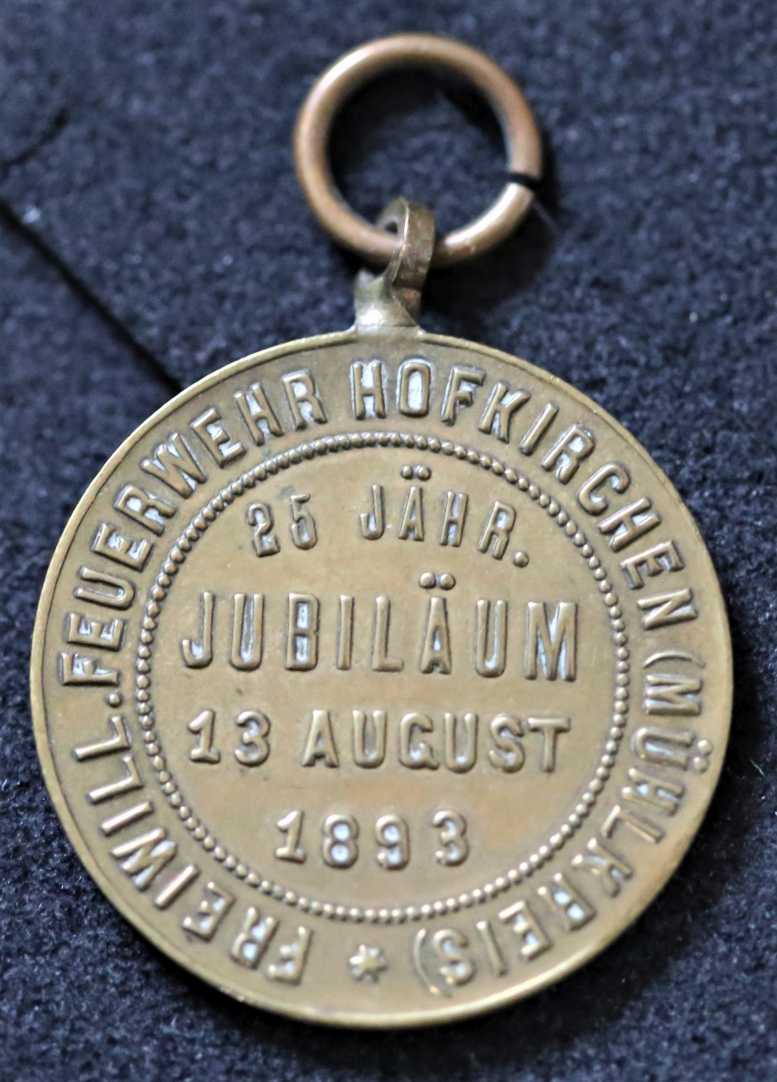 FREIWILL. FEUERWEHR HOFKIRCHEN (MÜHLKREIS) *
25 JÄHR.
JUBILÄUM
13 AUGUST
1893